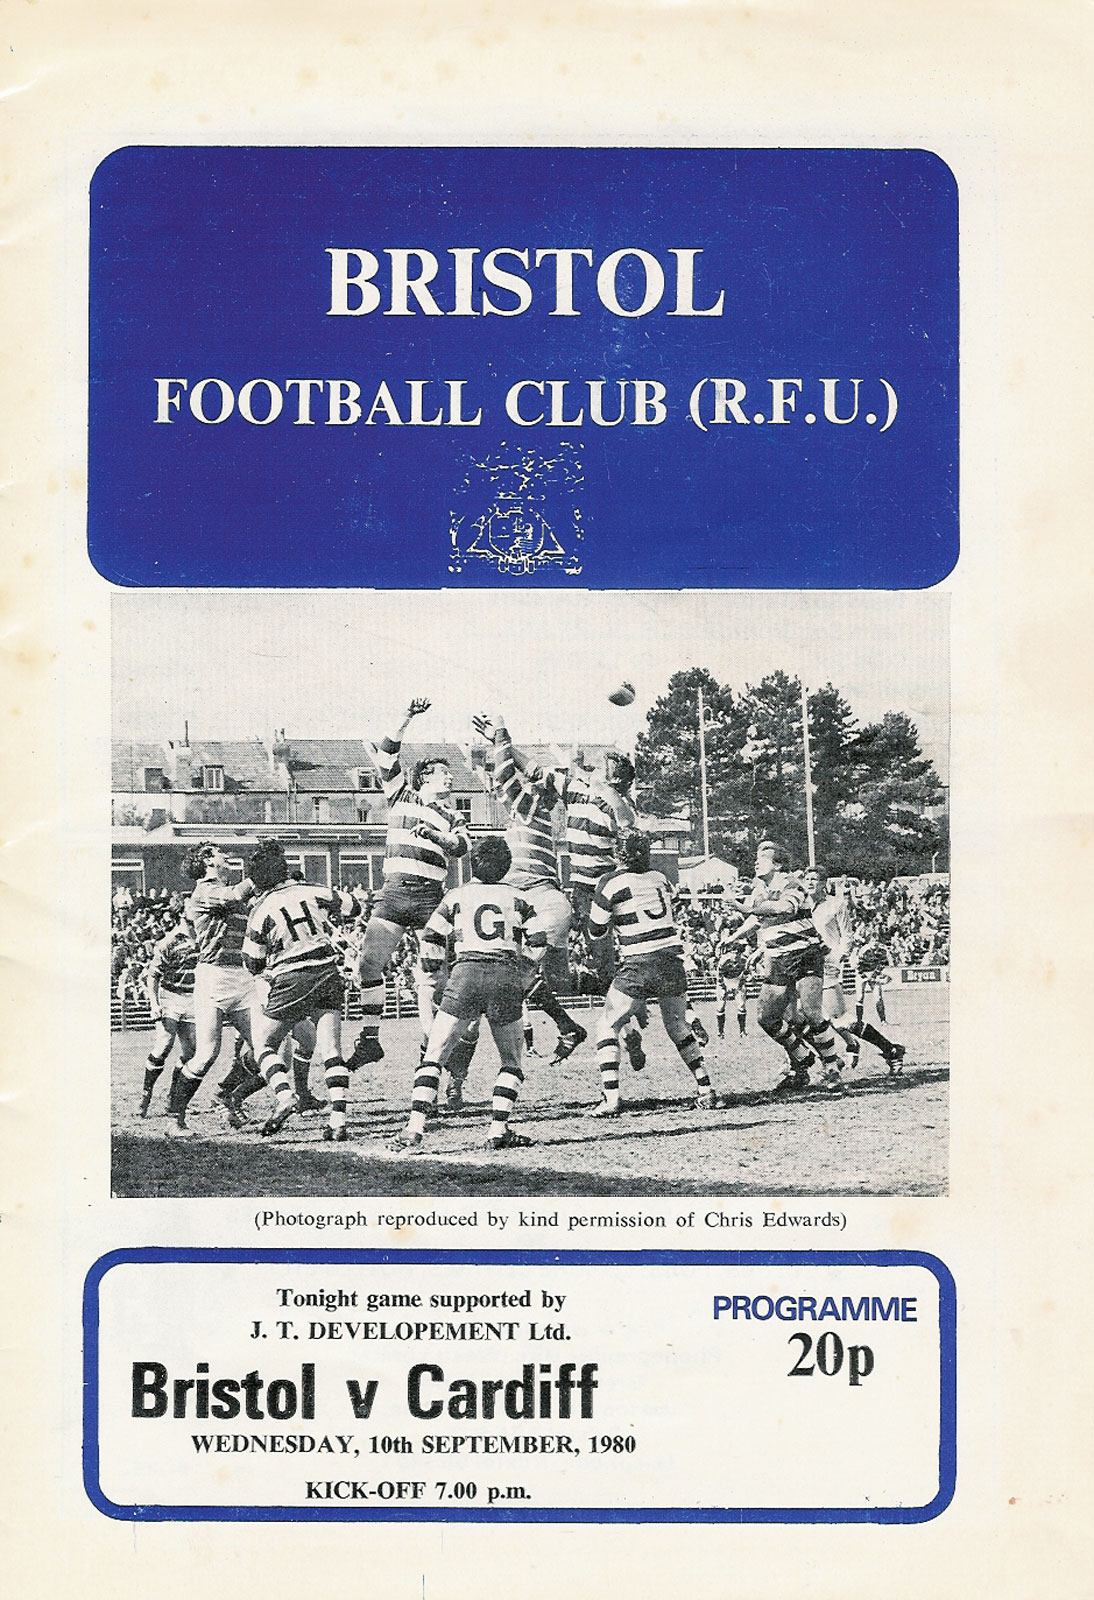 BRISTOL
FOOTBALL CLUB (R.F.U.)
H
G
J
Bryan
(Photograph reproduced by kind permission of Chris Edwards)
Tonight game supported by
J. T. DEVELOPEMENT Ltd.
PROGRAMME
20p
Bristol v Cardiff
WEDNESDAY, 10th SEPTEMBER, 1980
KICK-OFF 7.00 p.m.